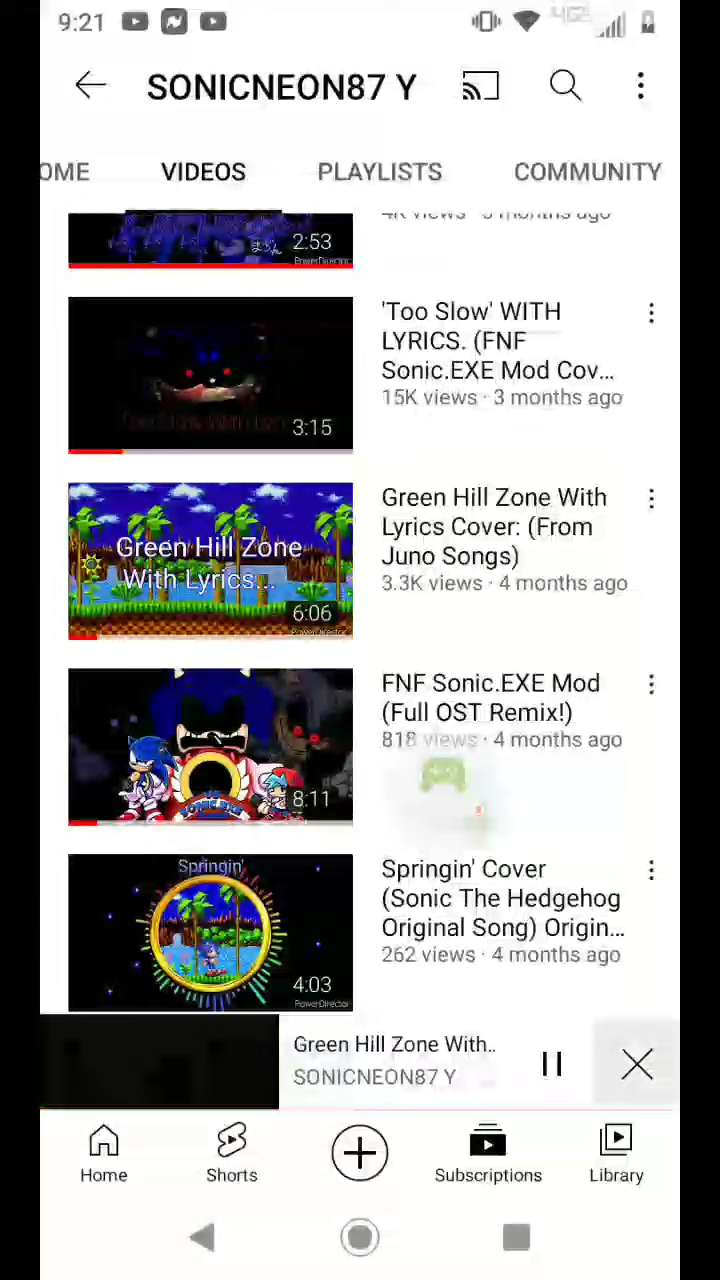 9:21
SONICNEON87 Y
OME VIDEOS PLAYLISTS COMMUNITY
2:53
PowerDirector
'Too Slow' WITH
LYRICS. (FNF
Sonic.EXE Mod Cov...
15K views · 3 months ago
3:15
Green Hill Zone
With Lyrics...
6:06
PowerDirector
Green Hill Zone With
Lyrics Cover: (From
Juno Songs)
3.3K views · 4 months ago
8:11
FNF Sonic.EXE Mod
(Full OST Remix!)
818 views · 4 months ago
Springin'
4:03
PowerDirector
Springin' Cover
(Sonic The Hedgehog
Original Song) Origin...
262 views · 4 months ago
Green Hill Zone With..
SONICNEON87 Y
Home Shorts Subscriptions Library